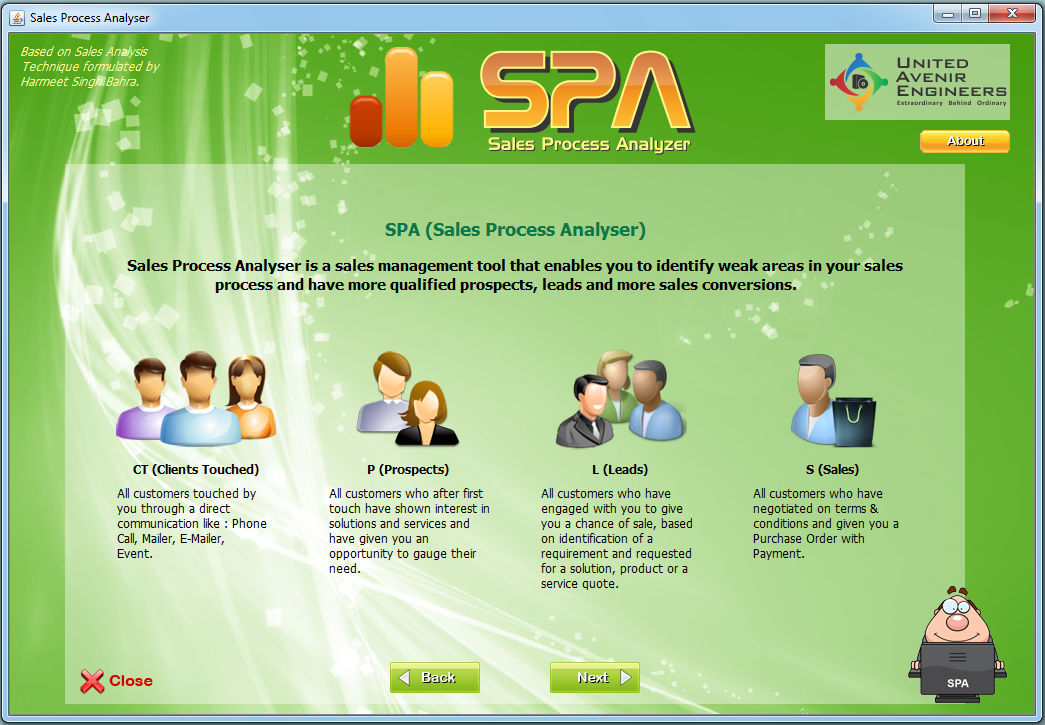 Sales Process Analyser
Based on Sales Analysis
Technique formulated by
Harmeet Singh Bahra.
SPA
Sales Process Analyzer
UNITED
AVENIR
ENGINEERS
Extraordinary Behind Ordinary
About
SPA (Sales Process Analyser)
Sales Process Analyser is a sales management tool that enables you to identify weak areas in your sales
process and have more qualified prospects, leads and more sales conversions.
CT (Clients Touched)
All customers touched by
you through a direct
communication like : Phone
Call, Mailer, E-Mailer,
Event.
P (Prospects)
All customers who after first
touch have shown interest in
solutions and services and
have given you an
opportunity to gauge their
need.
L (Leads)
All customers who have
engaged with you to give
you a chance of sale, based
on identification of a
requirement and requested
for a solution, product or a
service quote.
S (Sales)
All customers who have
negotiated on terms &
conditions and given you a
Purchase Order with
Payment.
Close
Back
Next
SPA